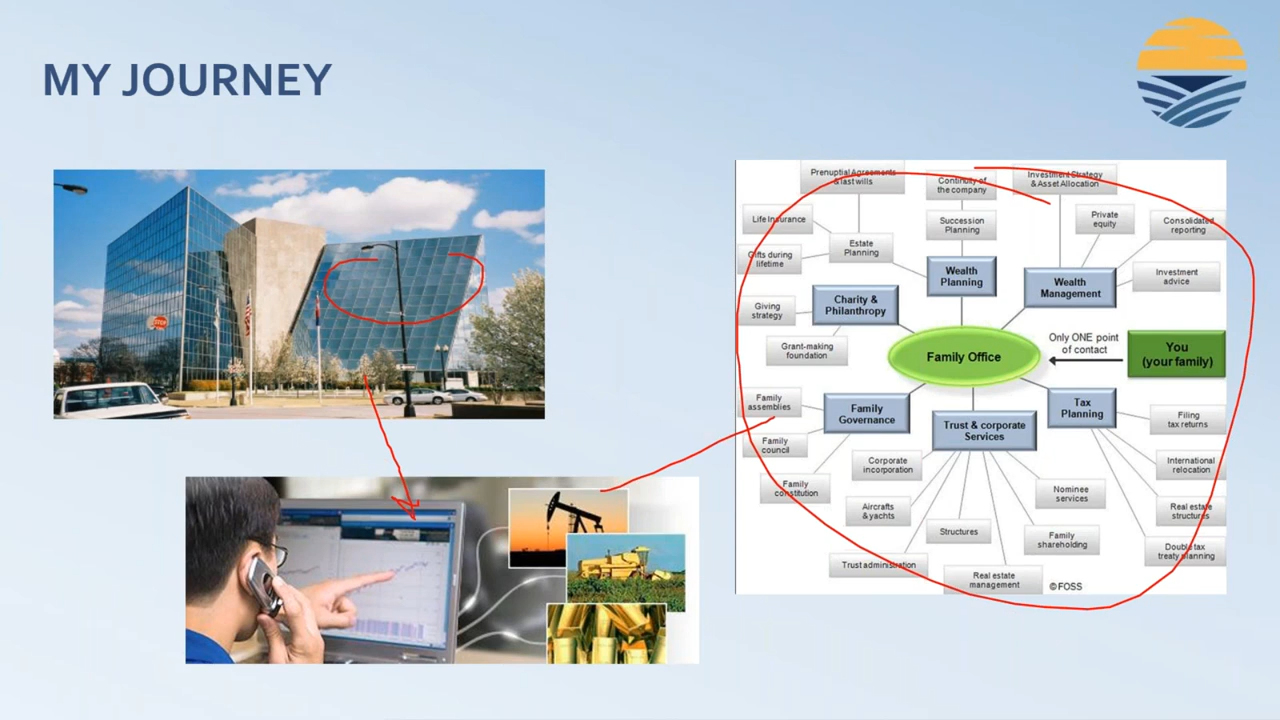 MY JOURNEY
STOP
Prenuptial Agreements
& last wills
Continuity of
the company
Investment Strategy
& Asset Allocation
Life Insurance
Succession
Planning
Private
equity
Consolidated
reporting
Gifts during
lifetime
Estate
Planning
Wealth
Planning
Wealth
Management
Investment
advice
Giving
strategy
Charity &
Philanthropy
Grant-making
foundation
Family Office
Only ONE point
of contact
You
(your family)
Family
assemblies
Family
Governance
Trust & corporate
Services
Tax
Planning
Filing
tax returns
Family
council
Corporate
incorporation
International
relocation
Family
constitution
Aircrafts
& yachts
Nominee
services
Real estate
structures
Structures
Family
shareholding
Double tax
treaty planning
Trust administration
Real estate
management
©FOSS